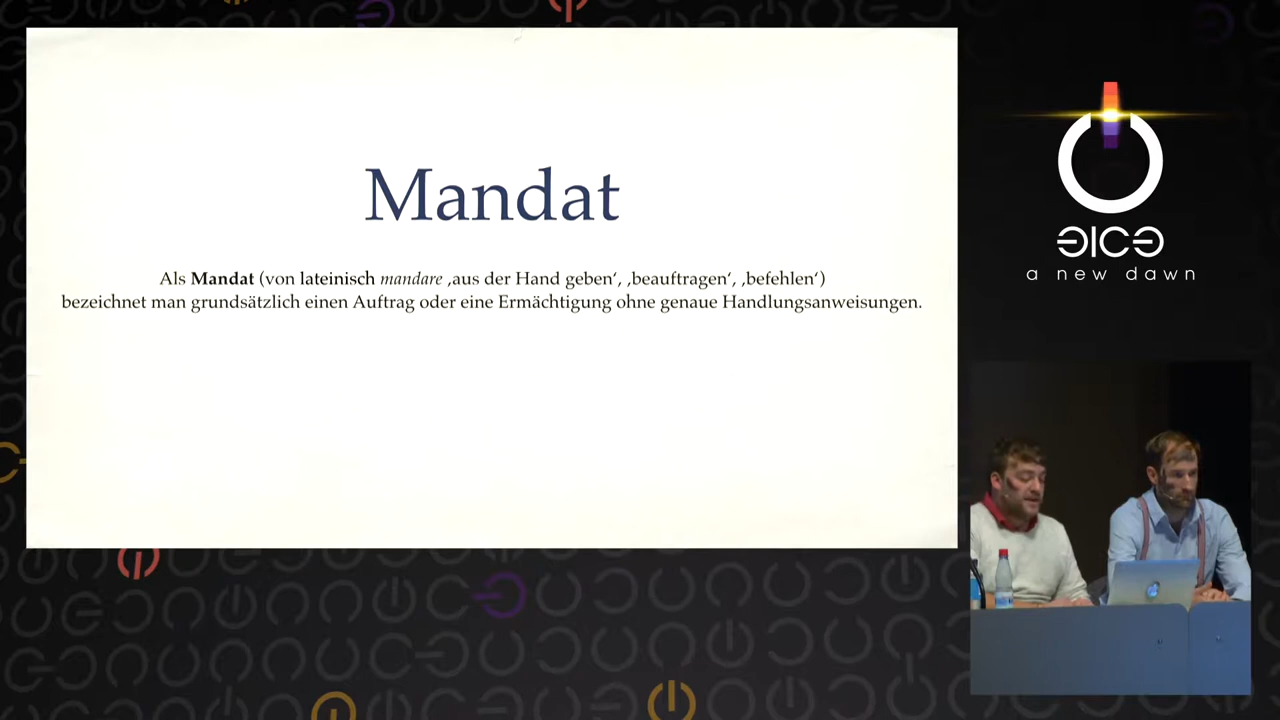 Mandat
Als Mandat (von lateinisch mandare ‚aus der Hand geben‘, ‚beauftragen‘, ‚befehlen‘)
bezeichnet man grundsätzlich einen Auftrag oder eine Ermächtigung ohne genaue Handlungsanweisungen.
a new dawn